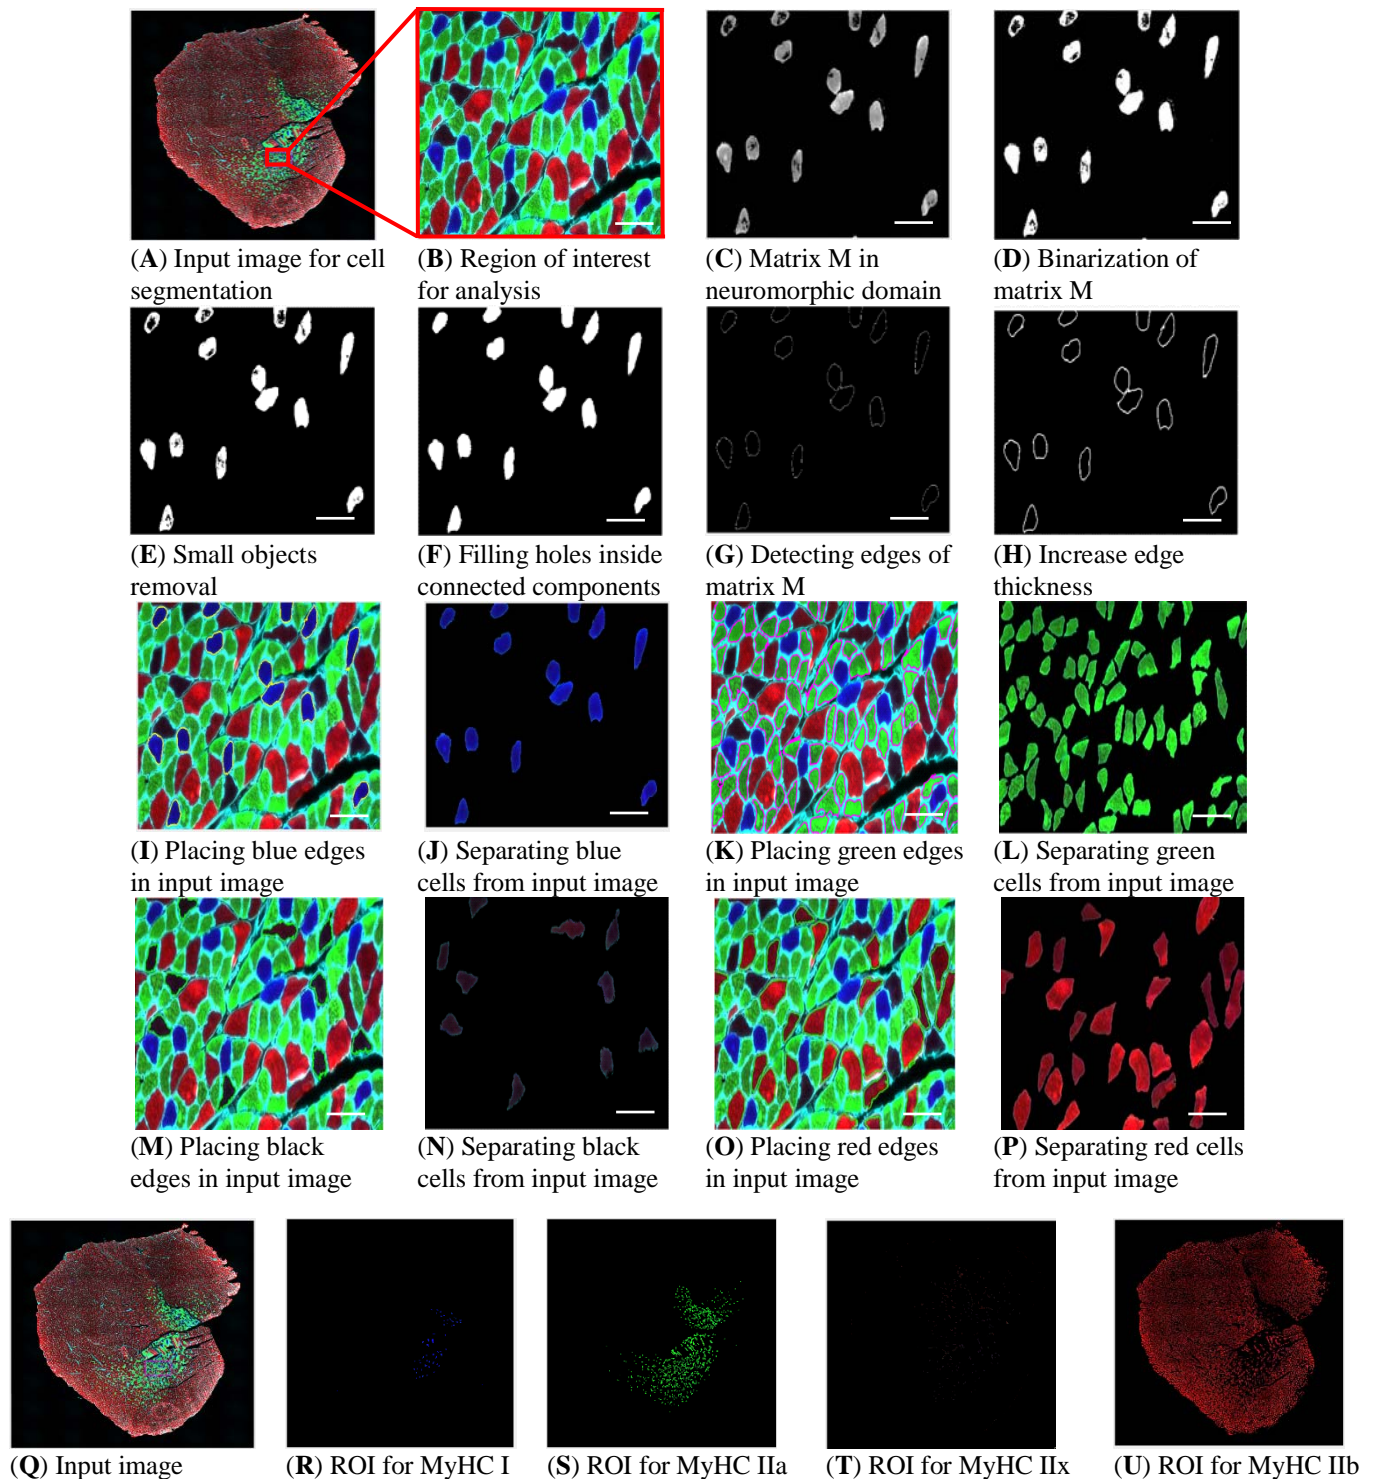 (A) Input image for cell
segmentation
(B) Region of interest
for analysis
(C) Matrix M in
neuromorphic domain
(D) Binarization of
matrix M
(E) Small objects
removal
(F) Filling holes inside
connected components
(G) Detecting edges of
matrix M
(H) Increase edge
thickness
(I) Placing blue edges
in input image
(J) Separating blue
cells from input image
(K) Placing green edges
in input image
(L) Separating green
cells from input image
(M) Placing black
edges in input image
(N) Separating black
cells from input image
(O) Placing red edges
in input image
(P) Separating red cells
from input image
(Q) Input image
(R) ROI for MyHC I
(S) ROI for MyHC IIa
(T) ROI for MyHC IIx
(U) ROI for MyHC IIb